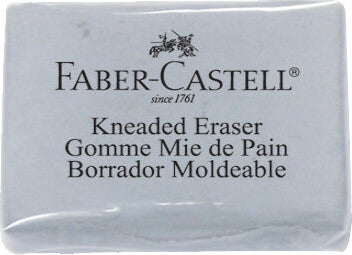 FABER-CASTELL®
since 1761
Kneaded Eraser
Gomme Mie de Pain
Borrador Moldeable